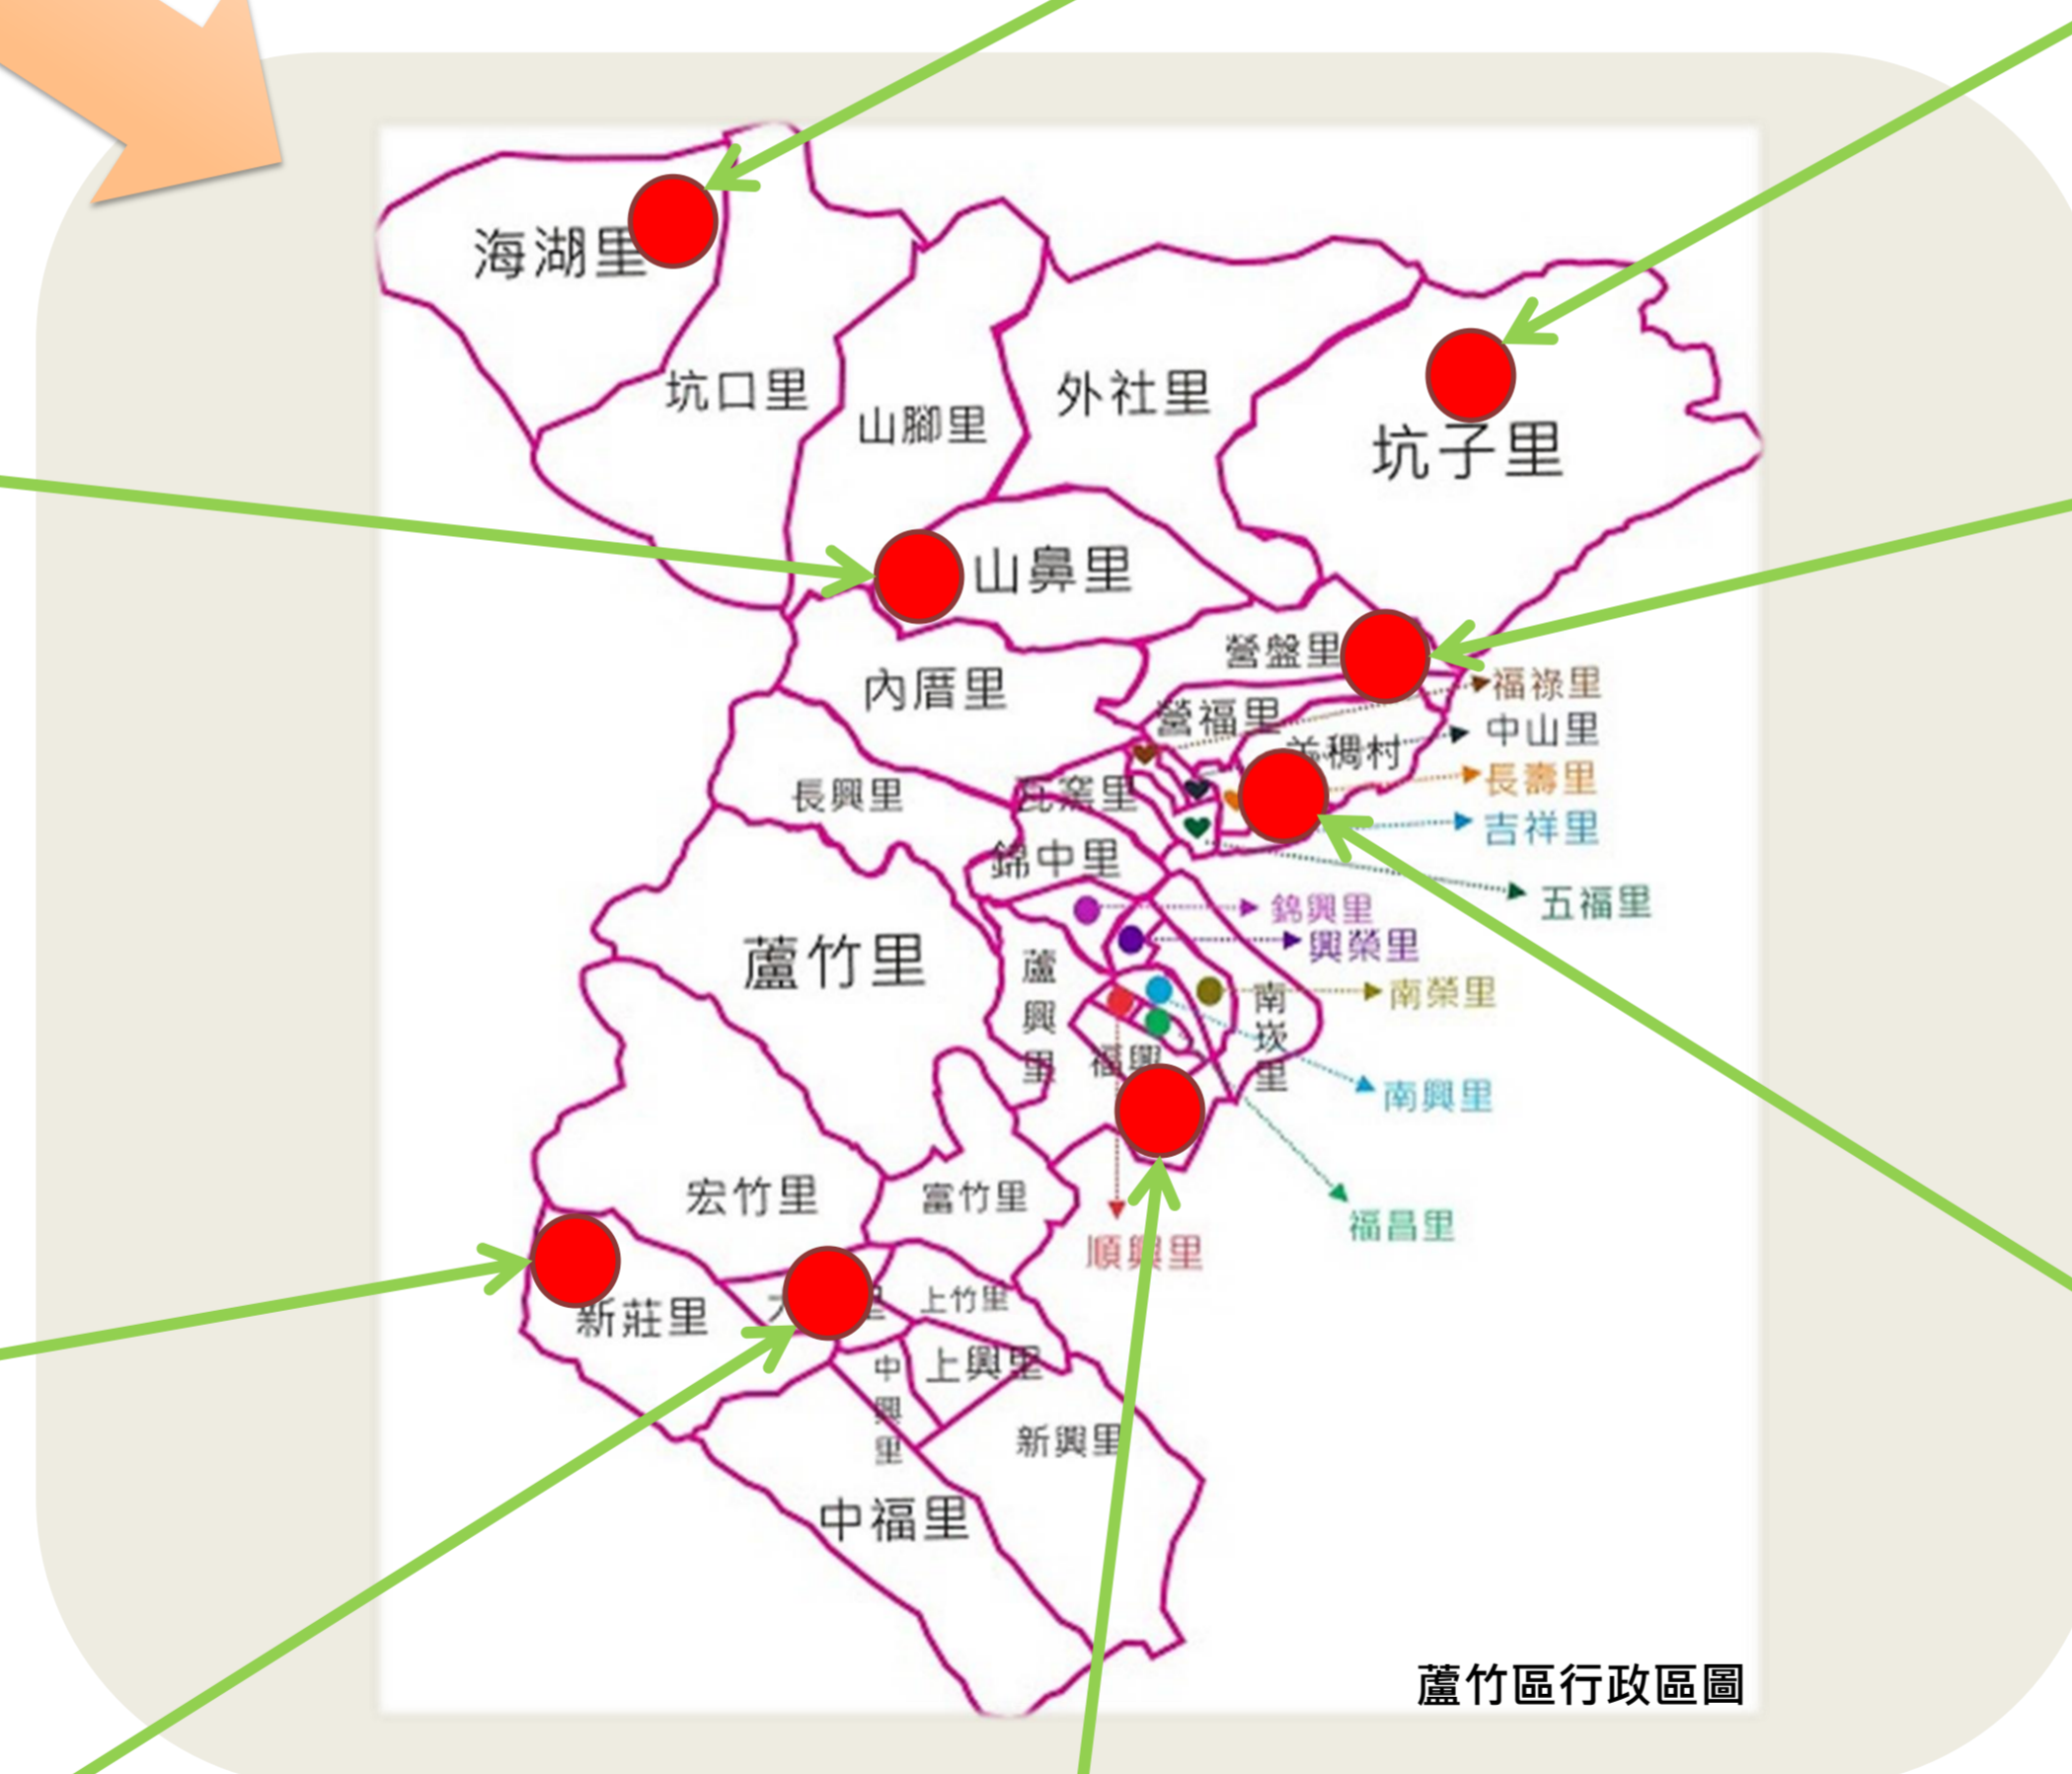 海湖里
坑口里
山腳里
外社里
坑子里
山鼻里
營盤里
內厝里
福祿里
營福里
中山里
羊稠村
長壽里
長興里
瓦窯里
吉祥里
錦中里
五福里
錦興里
興榮里
蘆竹里
蘆興里
南榮里
南崁里
福興
南興里
宏竹里
富竹里
福昌里
順興里
新莊里
上竹里
中興里
上興里
新興里
中福里
蘆竹區行政區圖